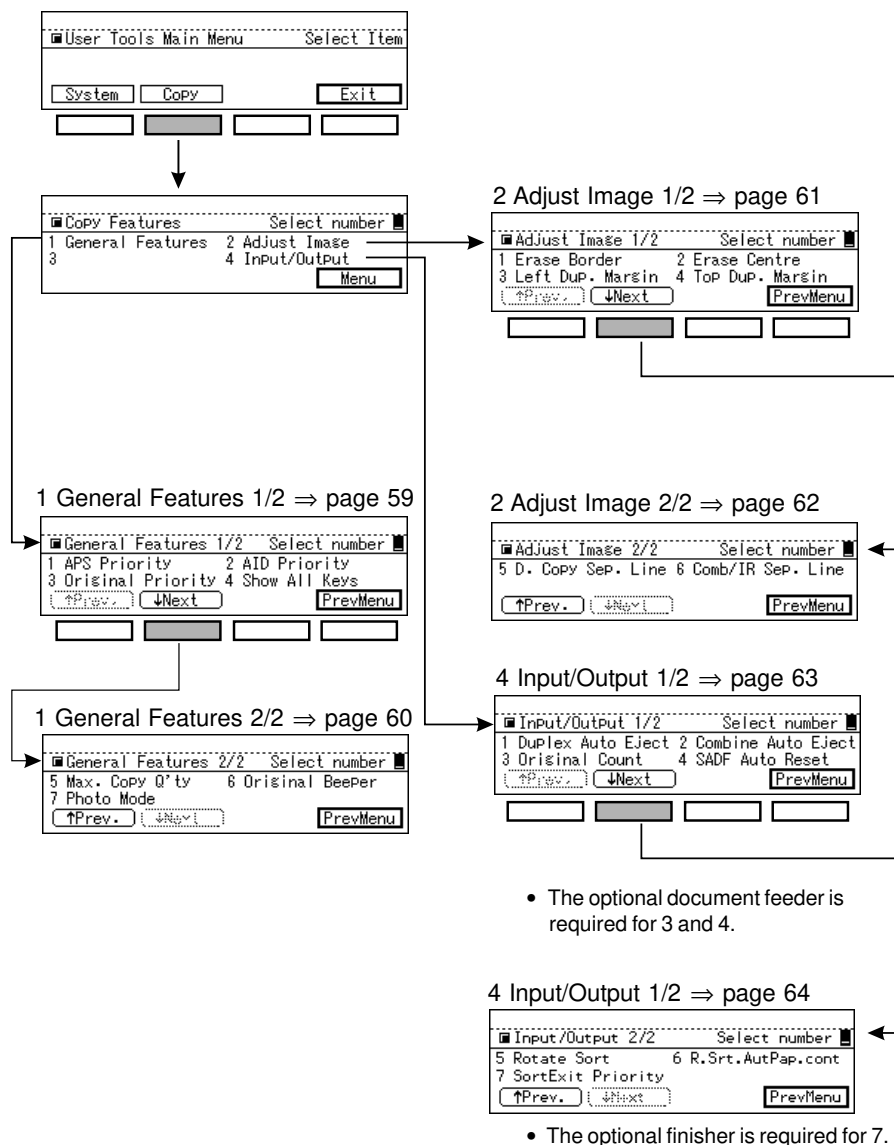 User Tools Main Menu Select Item
System Copy Exit
Copy Features Select number
1 General Features 2 Adjust Image
3 4 Input/Output
Menu
1 General Features 1/2 ⇒ page 59
General Features 1/2 Select number
1 APS Priority 2 AID Priority
3 Original Priority 4 Show All Keys
↑Prev. ↓Next PrevMenu
1 General Features 2/2 ⇒ page 60
General Features 2/2 Select number
5 Max. Copy Q'ty 6 Original Beeper
7 Photo Mode
↑Prev. ↓Next PrevMenu
2 Adjust Image 1/2 ⇒ page 61
Adjust Image 1/2 Select number
1 Erase Border 2 Erase Centre
3 Left Dup. Margin 4 Top Dup. Margin
↑Prev. ↓Next PrevMenu
2 Adjust Image 2/2 ⇒ page 62
Adjust Image 2/2 Select number
5 D. Copy Sep. Line 6 Comb/IR Sep. Line
↑Prev. ↓Next PrevMenu
4 Input/Output 1/2 ⇒ page 63
Input/Output 1/2 Select number
1 Duplex Auto Eject 2 Combine Auto Eject
3 Original Count 4 SADF Auto Reset
↑Prev. ↓Next PrevMenu
• The optional document feeder is
required for 3 and 4.
4 Input/Output 1/2 ⇒ page 64
Input/Output 2/2 Select number
5 Rotate Sort 6 R.Srt.AutPap.cont
7 SortExit Priority
↑Prev. ↓Next PrevMenu
• The optional finisher is required for 7.